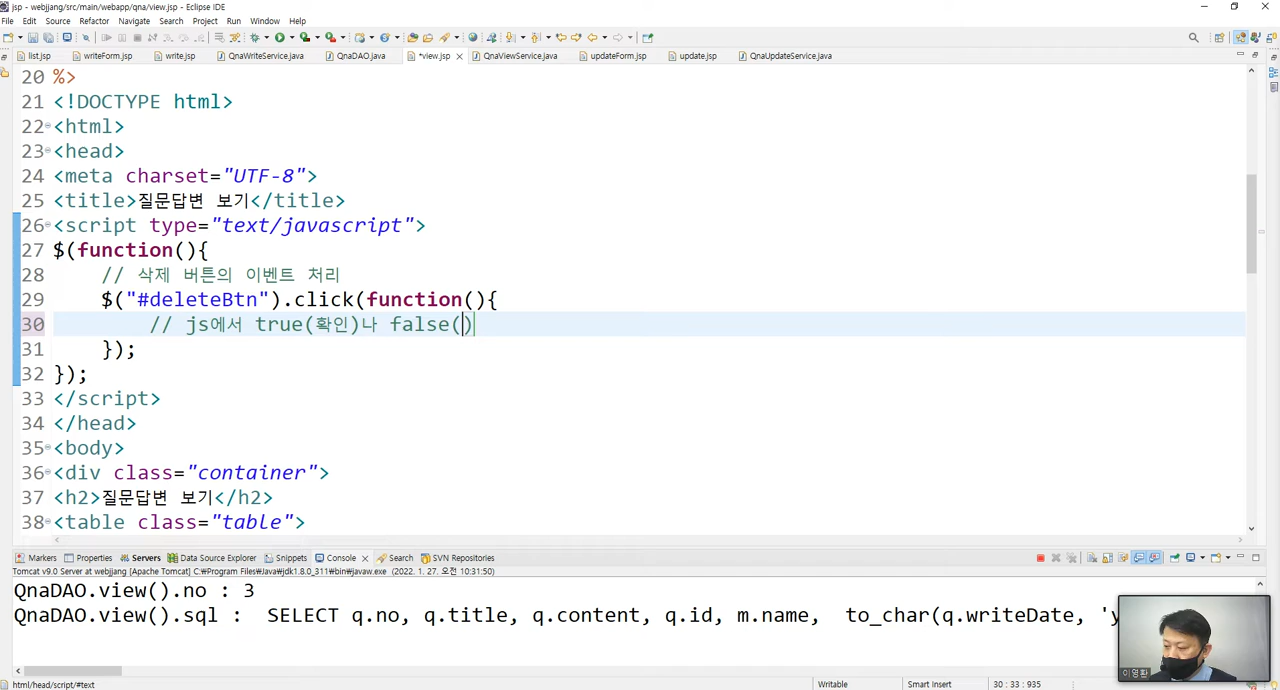 jsp - webjjang/src/main/webapp/qna/view.jsp - Eclipse IDE
File Edit Source Refactor Navigate Search Project Run Window Help
list.jsp writeForm.jsp write.jsp QnaWriteService.java QnaDAO.java *view.jsp QnaViewService.java updateForm.jsp update.jsp QnaUpdateService.java
20 %>
21 <!DOCTYPE html>
22 <html>
23 <head>
24 <meta charset="UTF-8">
25 <title>질문답변 보기</title>
26 <script type="text/javascript">
27 $(function(){
28 // 삭제 버튼의 이벤트 처리
29 $("#deleteBtn").click(function(){
30 // js에서 true(확인)나 false()
31 });
32 });
33 </script>
34 </head>
35 <body>
36 <div class="container">
37 <h2>질문답변 보기</h2>
38 <table class="table">
Markers Properties Servers Data Source Explorer Snippets Console Search SVN Repositories
Tomcat v9.0 Server at webjjang [Apache Tomcat] C:\Program Files\Java\jdk1.8.0_311\bin\javaw.exe (2022. 1. 27. 오전 10:31:50)
QnaDAO.view().no : 3
QnaDAO.view().sql : SELECT q.no, q.title, q.content, q.id, m.name, to_char(q.writeDate, 'y
이영환
html/head/script/#text Writable Smart Insert 30 : 33 : 935